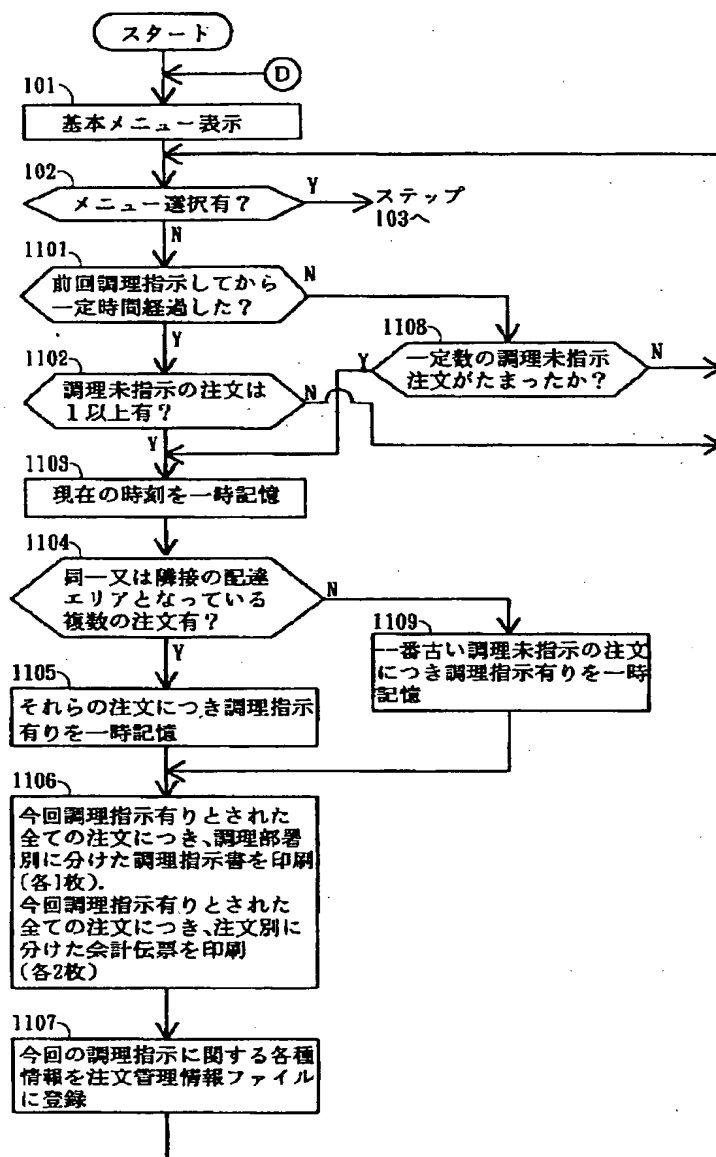 スタート
D
101
基本メニュー表示
102
メニュー選択有？
Y
ステップ
103へ
N
1101
前回調理指示してから
一定時間経過した？
N
Y
1108
一定数の調理未指示
注文がたまったか？
Y
N
1102
調理未指示の注文は
1以上有？
N
Y
1103
現在の時刻を一時記憶
1104
同一又は隣接の配達
エリアとなっている
複数の注文有？
N
Y
1109
一番古い調理未指示の注文
につき調理指示有りを一時
記憶
1105
それらの注文につき調理指示
有りを一時記憶
1106
今回調理指示有りとされた
全ての注文につき、調理部署
別に分けた調理指示書を印刷
(各1枚).
今回調理指示有りとされた
全ての注文につき、注文別に
分けた会計伝票を印刷
(各2枚)
1107
今回の調理指示に関する各種
情報を注文管理情報ファイル
に登録